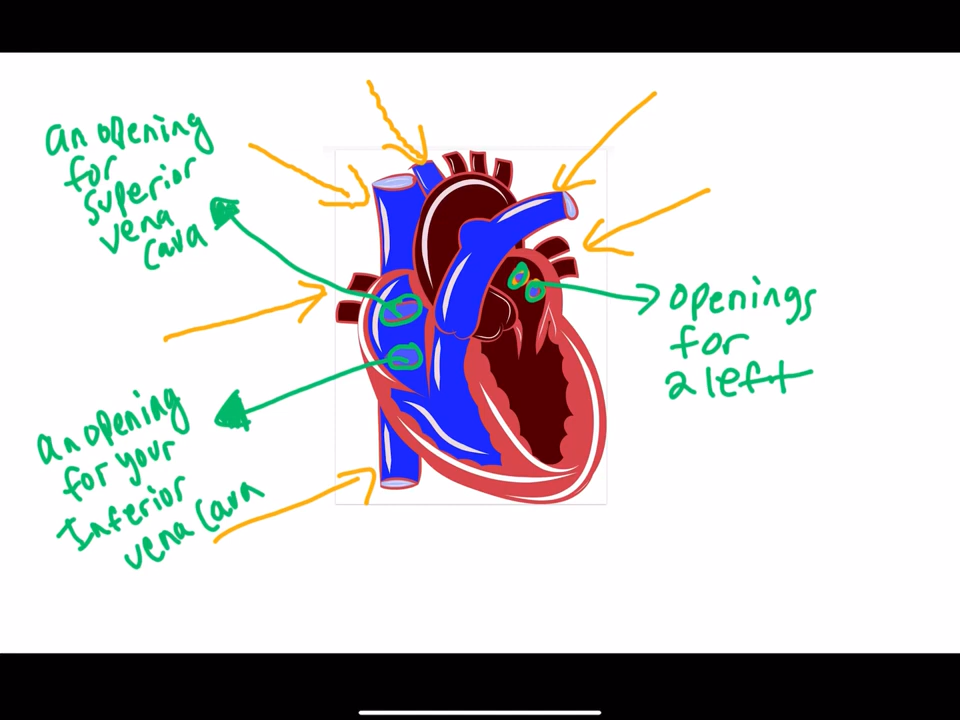 an opening
for
superior
vena
cava
openings
for
2 left
an opening
for your
Inferior
vena cava